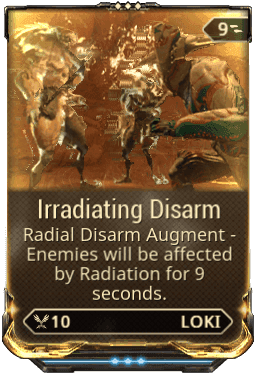 9
Irradiating Disarm
Radial Disarm Augment -
Enemies will be affected
by Radiation for 9
seconds.
10 LOKI